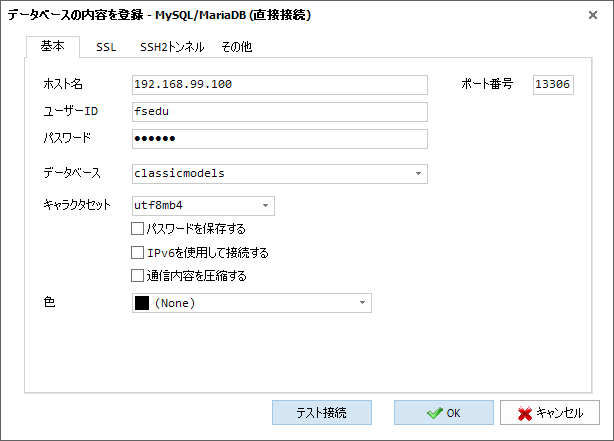 データベースの内容を登録 - MySQL/MariaDB (直接接続)
基本 SSL SSH2トンネル その他
ホスト名 192.168.99.100 ポート番号 13306
ユーザーID fsedu
パスワード ●●●●●●
データベース classicmodels
キャラクタセット utf8mb4
パスワードを保存する
IPv6を使用して接続する
通信内容を圧縮する
色 (None)
テスト接続 OK キャンセル